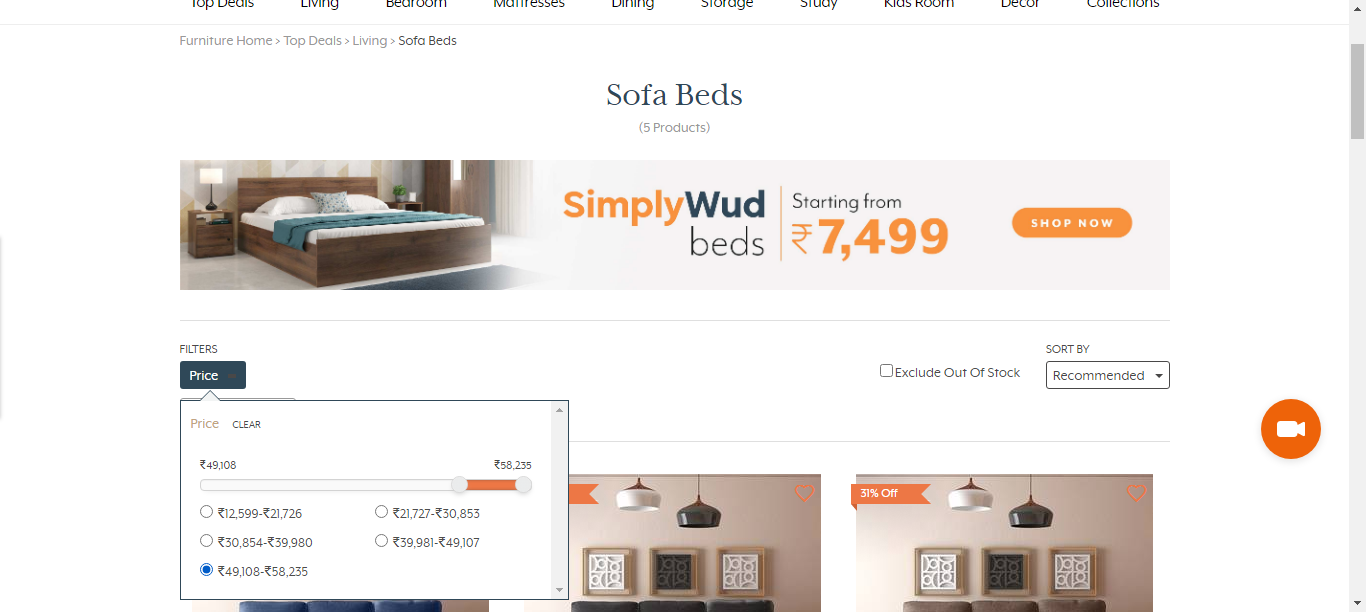 Top Deals Living Bedroom Mattresses Dining Storage Study Kids Room Decor Collections
Furniture Home > Top Deals > Living > Sofa Beds
Sofa Beds
(5 Products)
SimplyWud
beds
Starting from
₹7,499
SHOP NOW
FILTERS
Price
Exclude Out Of Stock
SORT BY
Recommended
Price CLEAR
₹49,108 ₹58,235
₹12,599-₹21,726 ₹21,727-₹30,853
₹30,854-₹39,980 ₹39,981-₹49,107
₹49,108-₹58,235
31% Off